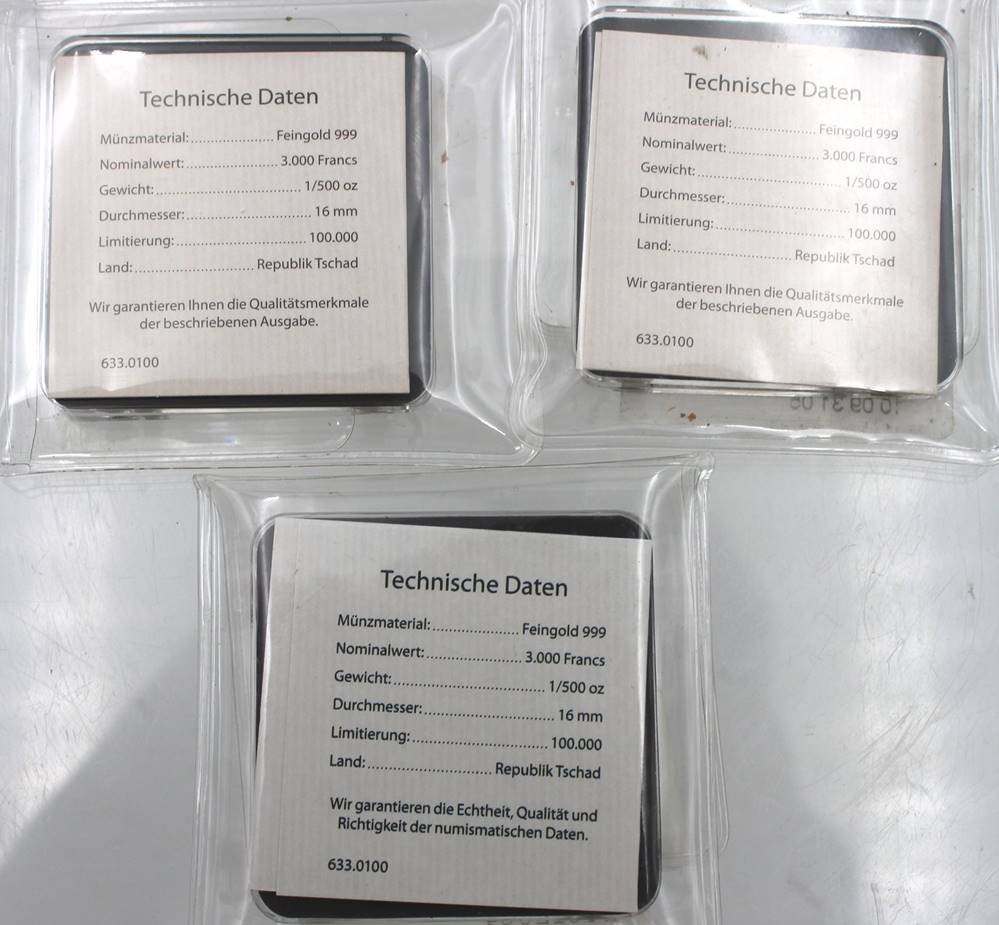 Technische Daten
Münzmaterial:........................ Feingold 999
Nominalwert:........................... 3.000 Francs
Gewicht:........................................... 1/500 oz
Durchmesser:..................................... 16 mm
Limitierung:...................................... 100.000
Land:................................... Republik Tschad
Wir garantieren Ihnen die Qualitätsmerkmale
der beschriebenen Ausgabe.
633.0100
Technische Daten
Münzmaterial:........................ Feingold 999
Nominalwert:........................... 3.000 Francs
Gewicht:........................................... 1/500 oz
Durchmesser:..................................... 16 mm
Limitierung:...................................... 100.000
Land:................................... Republik Tschad
Wir garantieren Ihnen die Qualitätsmerkmale
der beschriebenen Ausgabe.
633.0100
Technische Daten
Münzmaterial:........................ Feingold 999
Nominalwert:........................... 3.000 Francs
Gewicht:........................................... 1/500 oz
Durchmesser:..................................... 16 mm
Limitierung:...................................... 100.000
Land:................................... Republik Tschad
Wir garantieren die Echtheit, Qualität und
Richtigkeit der numismatischen Daten.
633.0100